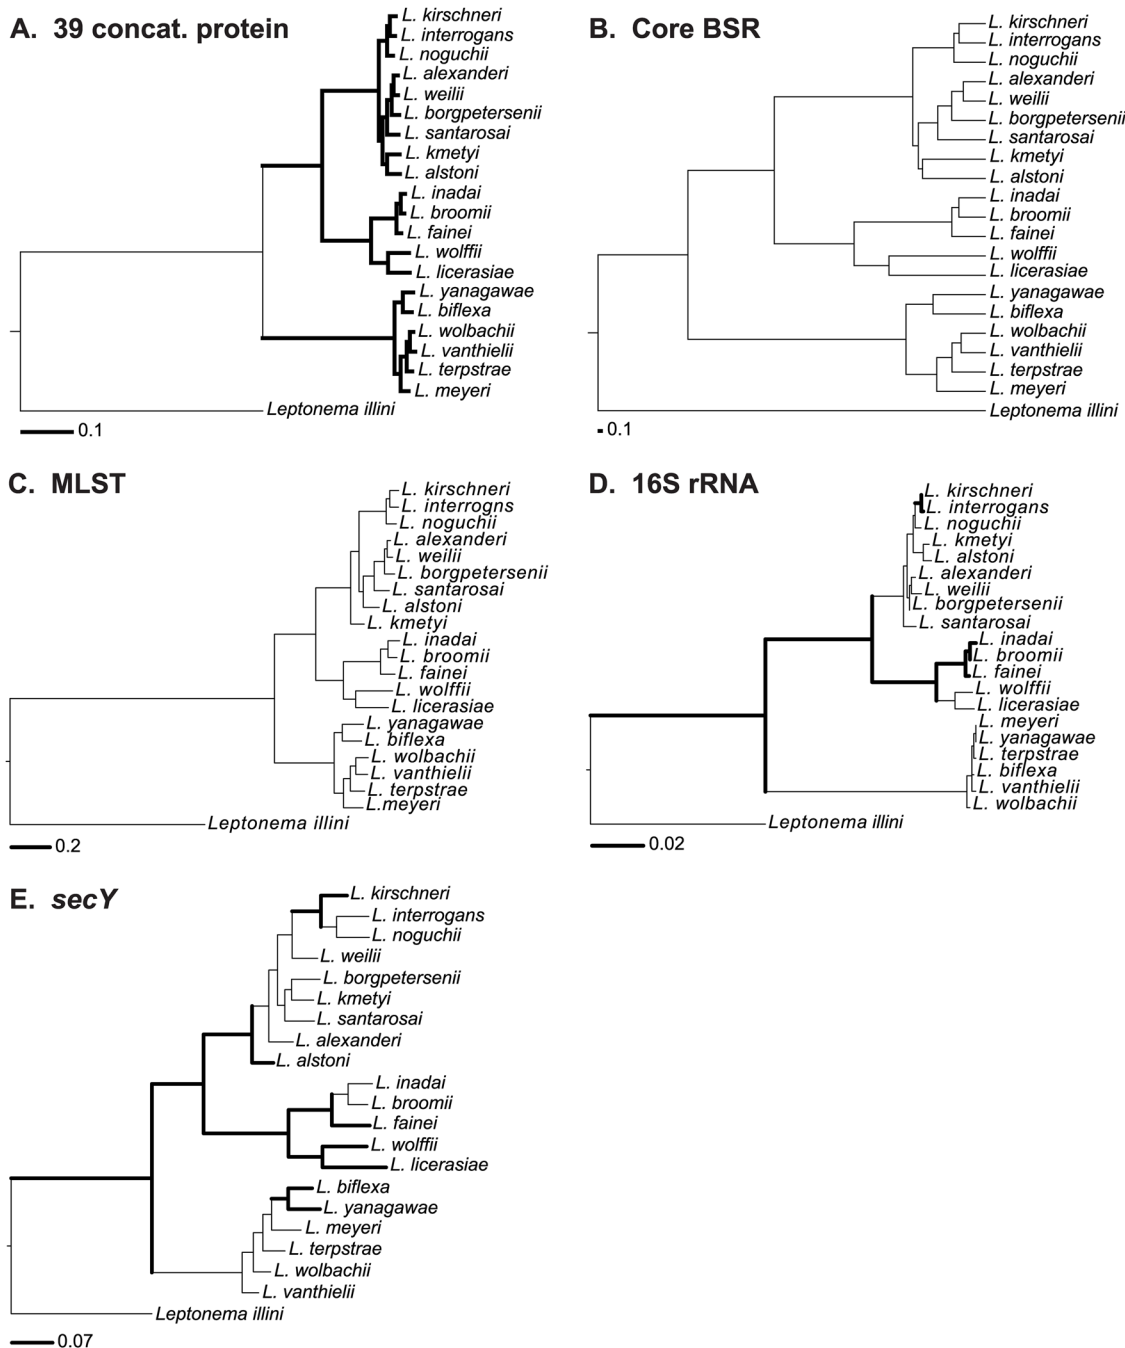 A. 39 concat. protein
L. kirschneri
L. interrogans
L. noguchii
L. alexanderi
L. weilii
L. borgpetersenii
L. santarosai
L. kmetyi
L. alstoni
L. inadai
L. broomii
L. fainei
L. wolffii
L. licerasiae
L. yanagawae
L. biflexa
L. wolbachii
L. vanthielii
L. terpstrae
L. meyeri
Leptonema illini
0.1
B. Core BSR
L. kirschneri
L. interrogans
L. noguchii
L. alexanderi
L. weilii
L. borgpetersenii
L. santarosai
L. kmetyi
L. alstoni
L. inadai
L. broomii
L. fainei
L. wolffii
L. licerasiae
L. yanagawae
L. biflexa
L. wolbachii
L. vanthielii
L. terpstrae
L. meyeri
Leptonema illini
0.1
C. MLST
L. kirschneri
L. interrogns
L. noguchii
L. alexanderi
L. weilii
L. borgpetersenii
L. santarosai
L. alstoni
L. kmetyi
L. inadai
L. broomii
L. fainei
L. wolffii
L. licerasiae
L. yanagawae
L. biflexa
L. wolbachii
L. vanthielii
L. terpstrae
L.meyeri
Leptonema illini
0.2
D. 16S rRNA
L. kirschneri
L. interrogans
L. noguchii
L. kmetyi
L. alstoni
L. alexanderi
L. weilii
L. borgpetersenii
L. santarosai
L. inadai
L. broomii
L. fainei
L. wolffii
L. licerasiae
L. meyeri
L. yanagawae
L. terpstrae
L. biflexa
L. vanthielii
L. wolbachii
Leptonema illini
0.02
E. secY
L. kirschneri
L. interrogans
L. noguchii
L. weilii
L. borgpetersenii
L. kmetyi
L. santarosai
L. alexanderi
L. alstoni
L. inadai
L. broomii
L. fainei
L. wolffii
L. licerasiae
L. biflexa
L. yanagawae
L. meyeri
L. terpstrae
L. wolbachii
L. vanthielii
Leptonema illini
0.07